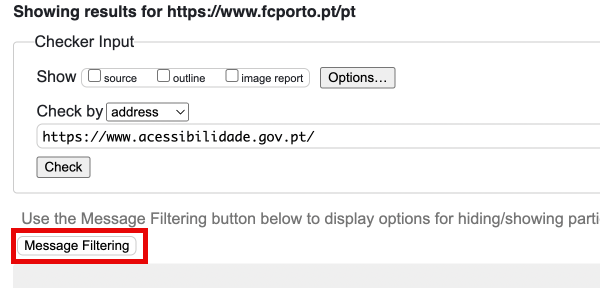 Showing results for https://www.fcporto.pt/pt
Checker Input
Show source outline image report Options...
Check by address
https://www.acessibilidade.gov.pt/
Check
Use the Message Filtering button below to display options for hiding/showing parti
Message Filtering